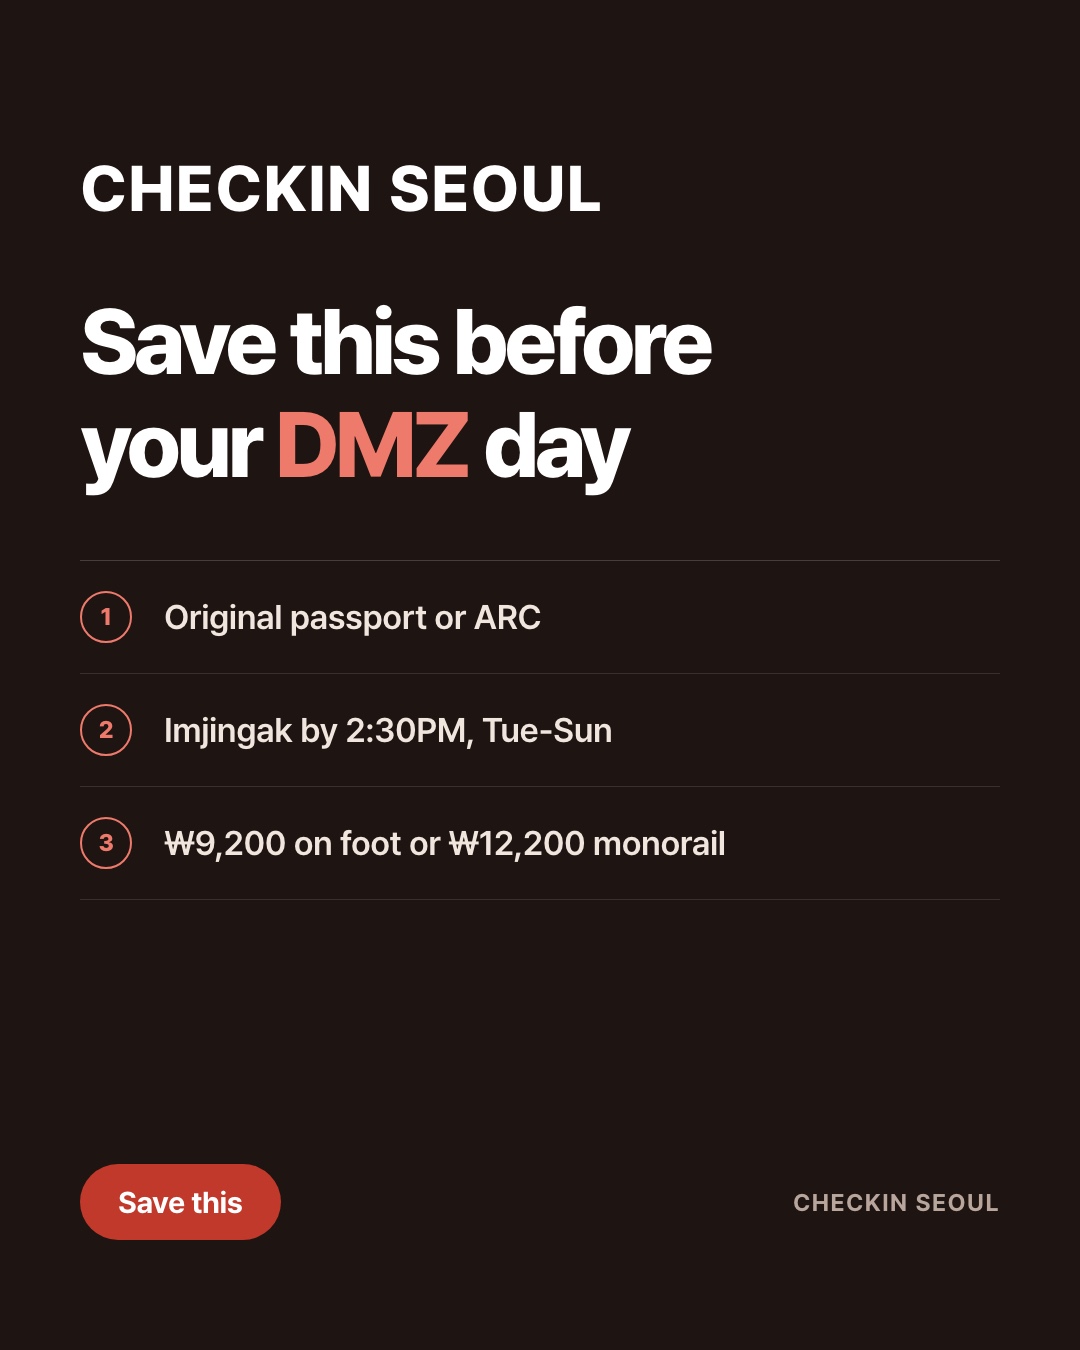 CHECKIN SEOUL
Save this before
your DMZ day
1 Original passport or ARC
2 Imjingak by 2:30PM, Tue-Sun
3 ₩9,200 on foot or ₩12,200 monorail
Save this
CHECKIN SEOUL